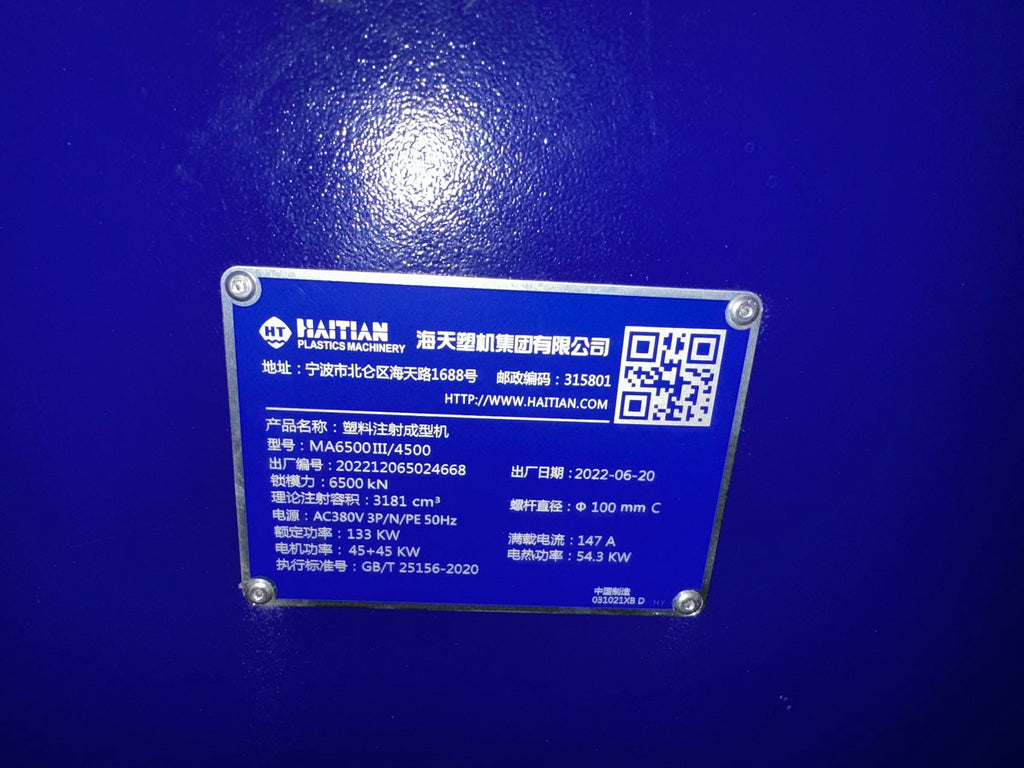 HT HAITIAN
PLASTICS MACHINERY
海天塑机集团有限公司
地址：宁波市北仑区海天路1688号 邮政编码：315801
HTTP://WWW.HAITIAN.COM
产品名称：塑料注射成型机
型号：MA6500III/4500
出厂编号：202212065024668 出厂日期：2022-06-20
锁模力：6500 kN
理论注射容积：3181 cm³ 螺杆直径：Φ 100 mm C
电源：AC380V 3P/N/PE 50Hz
额定功率：133 KW 满载电流：147 A
电机功率：45+45 KW 电热功率：54.3 KW
执行标准号：GB/T 25156-2020
中国制造
031021XB D HY